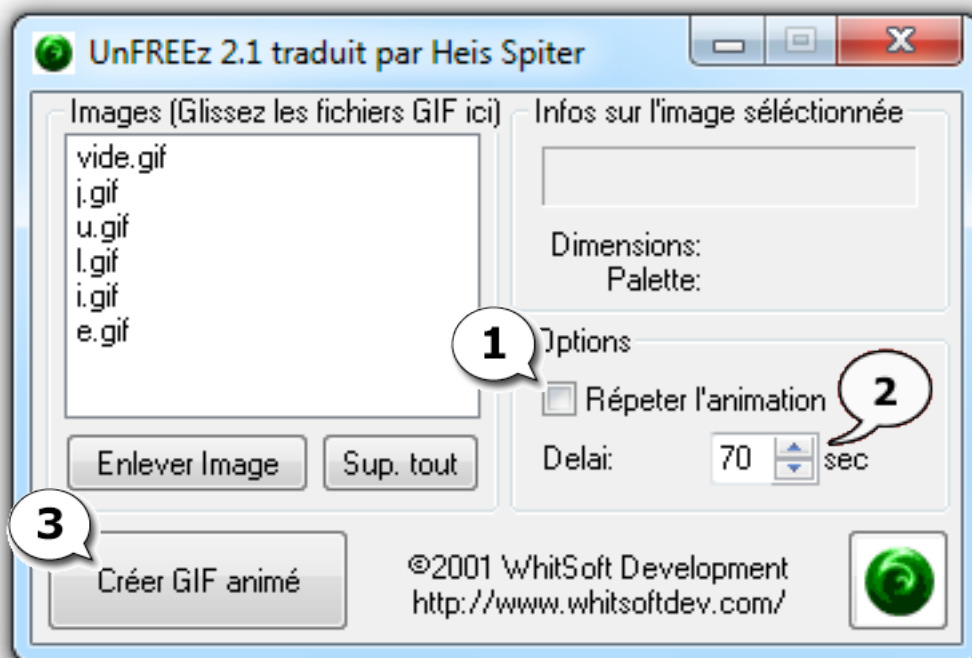 UnFREEz 2.1 traduit par Heis Spiter
Images (Glissez les fichiers GIF ici)
vide.gif
j.gif
u.gif
l.gif
i.gif
e.gif
Enlever Image
Sup. tout
Infos sur l'image séléctionnée
Dimensions:
Palette:
1
Options
Répeter l'animation
2
Delai: 70 sec
3
Créer GIF animé
©2001 WhitSoft Development
http://www.whitsoftdev.com/